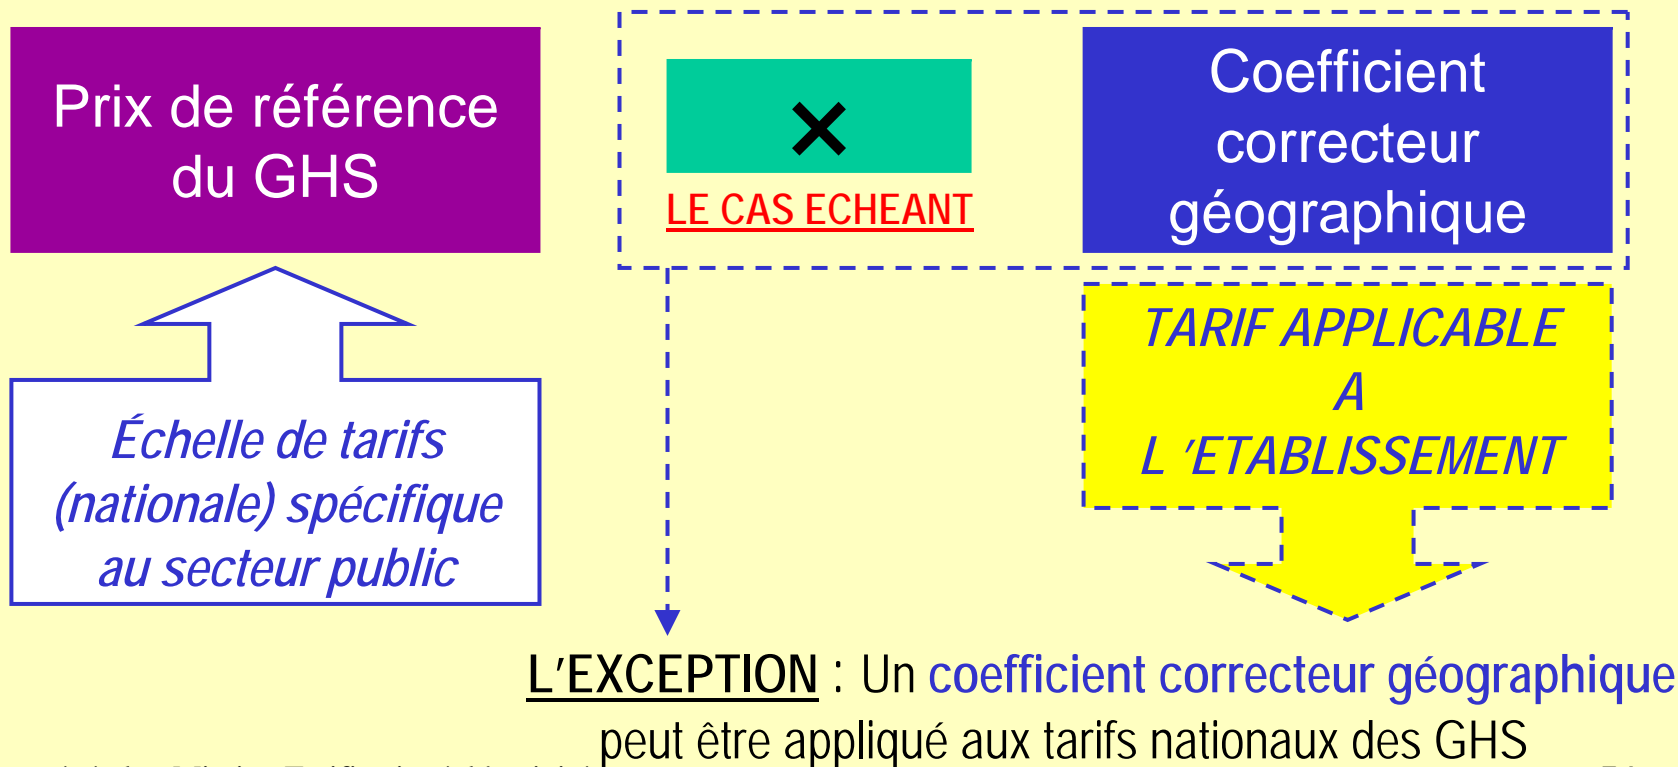 Prix de référence
du GHS
×
LE CAS ECHEANT
Coefficient
correcteur
géographique
Échelle de tarifs
(nationale) spécifique
au secteur public
TARIF APPLICABLE
A
L ’ETABLISSEMENT
L’EXCEPTION : Un coefficient correcteur géographique
peut être appliqué aux tarifs nationaux des GHS